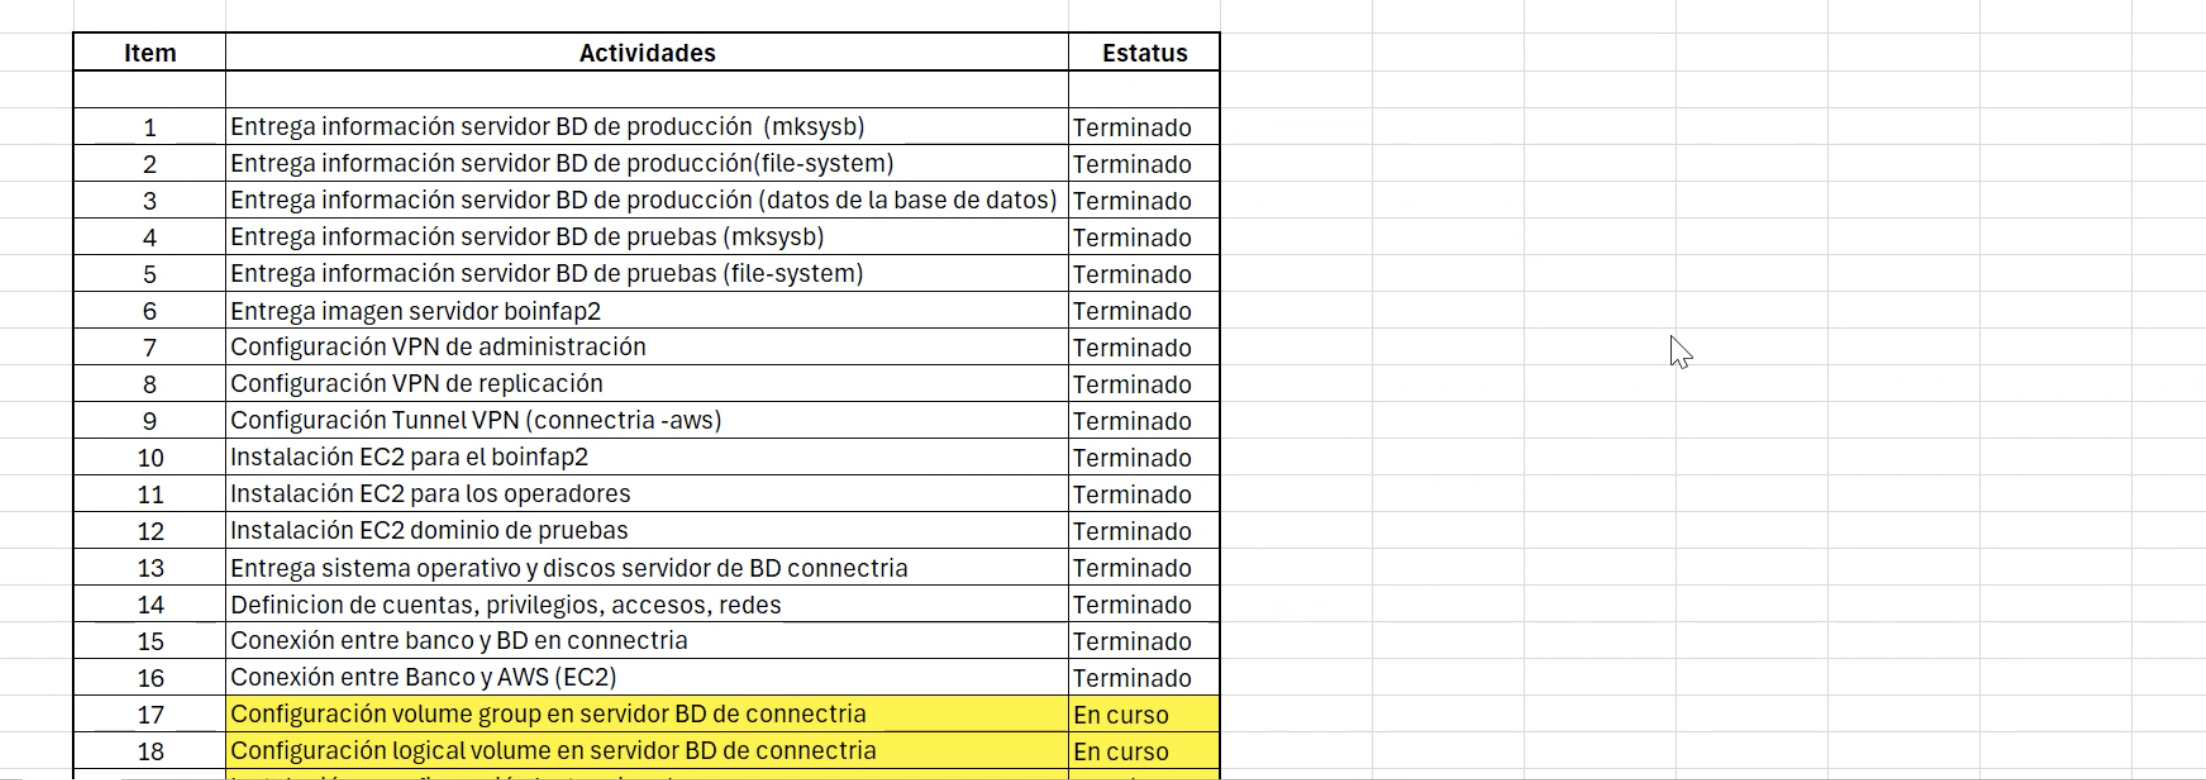 Item Actividades Estatus
1 Entrega información servidor BD de producción (mksysb) Terminado
2 Entrega información servidor BD de producción(file-system) Terminado
3 Entrega información servidor BD de producción (datos de la base de datos) Terminado
4 Entrega información servidor BD de pruebas (mksysb) Terminado
5 Entrega información servidor BD de pruebas (file-system) Terminado
6 Entrega imagen servidor boinfap2 Terminado
7 Configuración VPN de administración Terminado
8 Configuración VPN de replicación Terminado
9 Configuración Tunnel VPN (connectria -aws) Terminado
10 Instalación EC2 para el boinfap2 Terminado
11 Instalación EC2 para los operadores Terminado
12 Instalación EC2 dominio de pruebas Terminado
13 Entrega sistema operativo y discos servidor de BD connectria Terminado
14 Definicion de cuentas, privilegios, accesos, redes Terminado
15 Conexión entre banco y BD en connectria Terminado
16 Conexión entre Banco y AWS (EC2) Terminado
17 Configuración volume group en servidor BD de connectria En curso
18 Configuración logical volume en servidor BD de connectria En curso